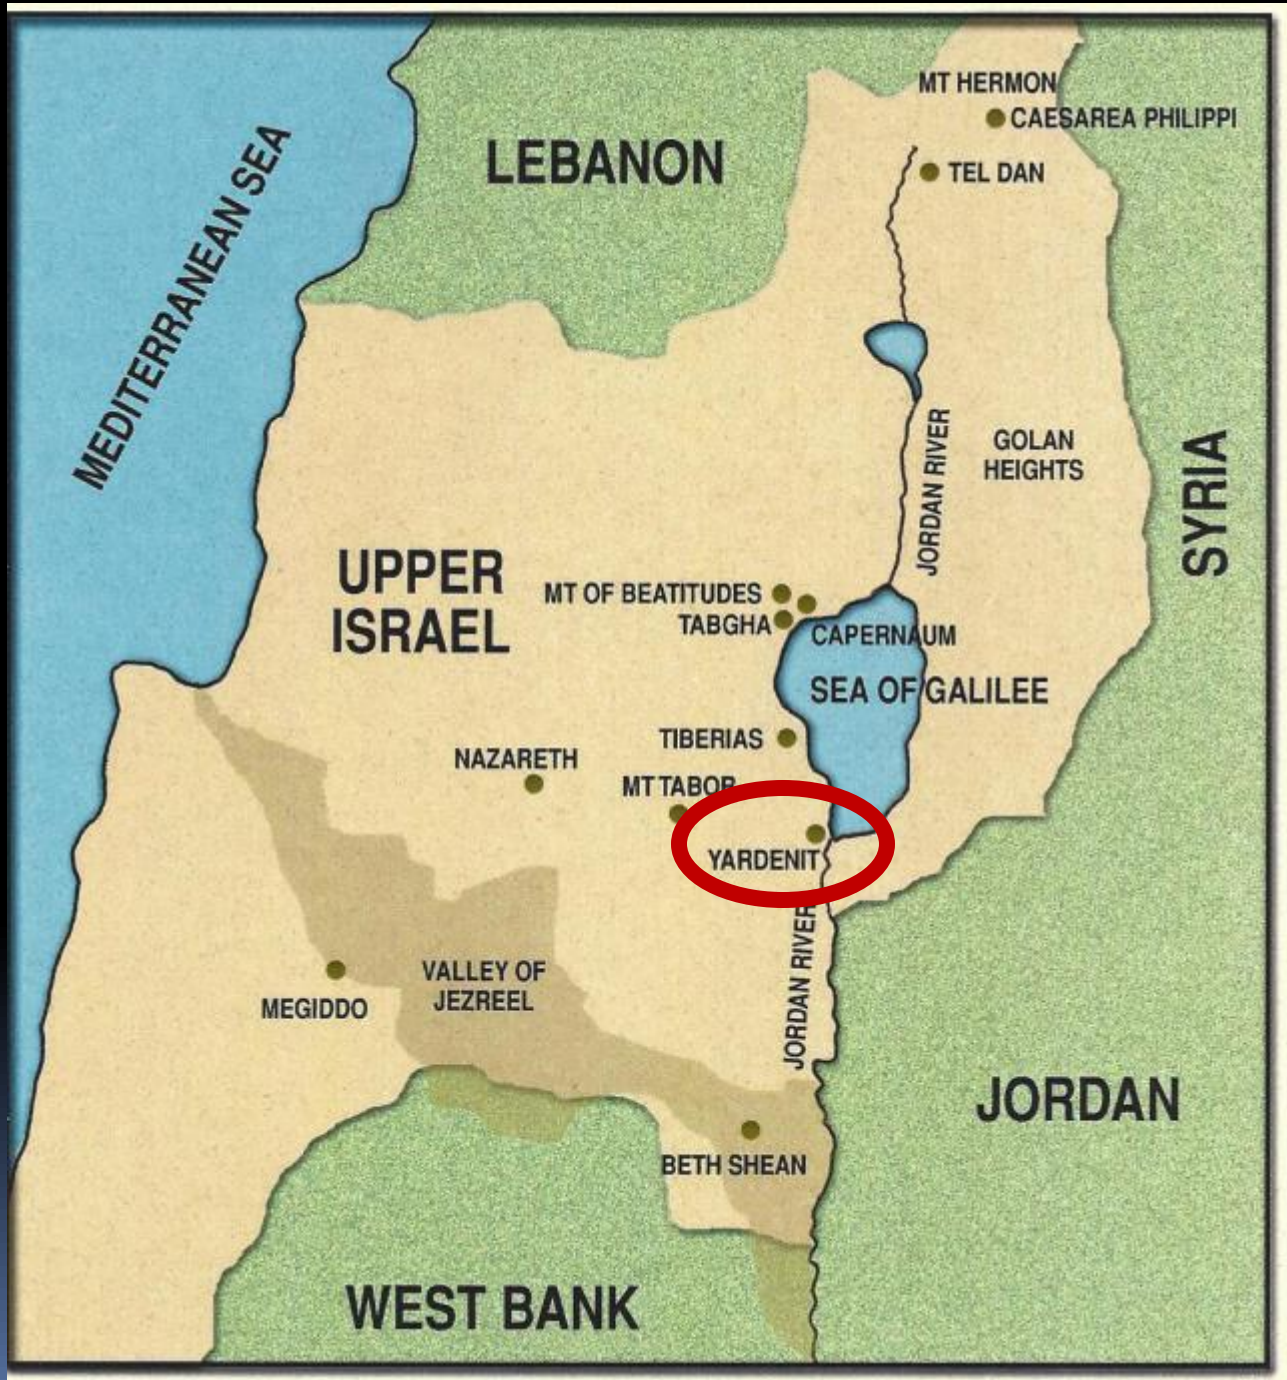 MT HERMON
CAESAREA PHILIPPI
LEBANON
TEL DAN
MEDITERRANEAN SEA
JORDAN RIVER
GOLAN
HEIGHTS
SYRIA
UPPER
ISRAEL
MT OF BEATITUDES
TABGHA
CAPERNAUM
SEA OF GALILEE
TIBERIAS
NAZARETH
MT TABOR
YARDENIT
JORDAN RIVER
VALLEY OF
JEZREEL
MEGIDDO
JORDAN
BETH SHEAN
WEST BANK